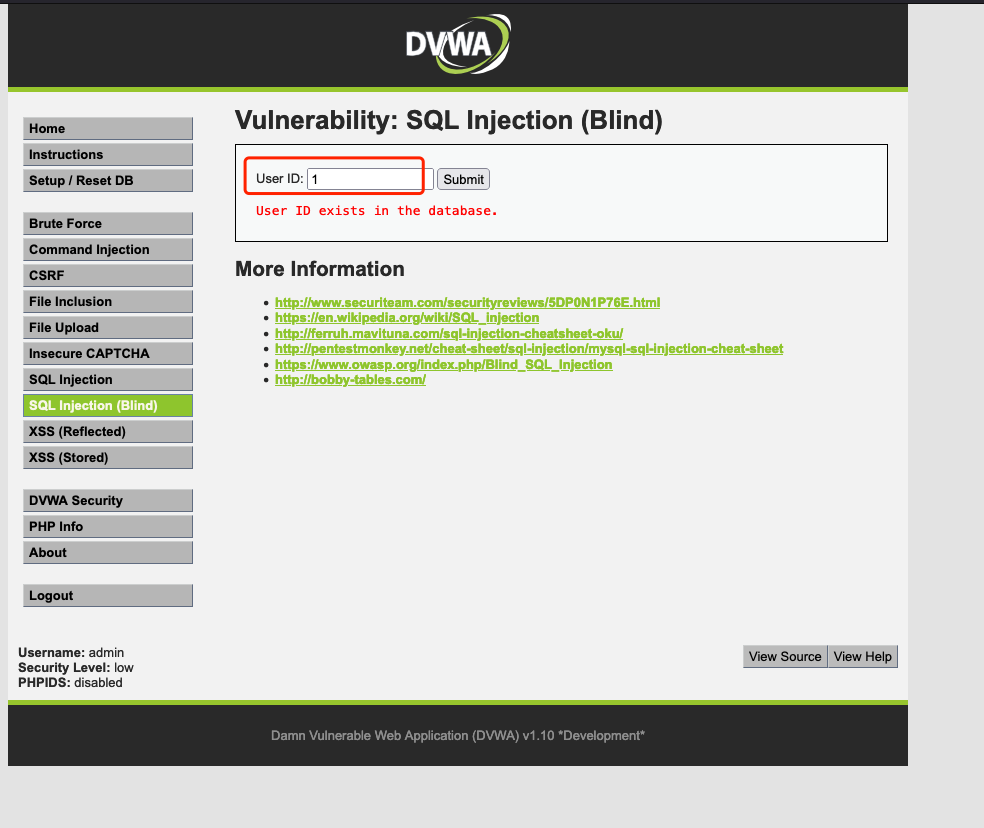 DVWA
Home
Instructions
Setup / Reset DB
Brute Force
Command Injection
CSRF
File Inclusion
File Upload
Insecure CAPTCHA
SQL Injection
SQL Injection (Blind)
XSS (Reflected)
XSS (Stored)
DVWA Security
PHP Info
About
Logout
Vulnerability: SQL Injection (Blind)
User ID: 1 Submit
User ID exists in the database.
More Information
• http://www.securiteam.com/securityreviews/5DP0N1P76E.html
• https://en.wikipedia.org/wiki/SQL_injection
• http://ferruh.mavituna.com/sql-injection-cheatsheet-oku/
• http://pentestmonkey.net/cheat-sheet/sql-injection/mysql-sql-injection-cheat-sheet
• https://www.owasp.org/index.php/Blind_SQL_Injection
• http://bobby-tables.com/
Username: admin
Security Level: low
PHPIDS: disabled
View Source View Help
Damn Vulnerable Web Application (DVWA) v1.10 *Development*